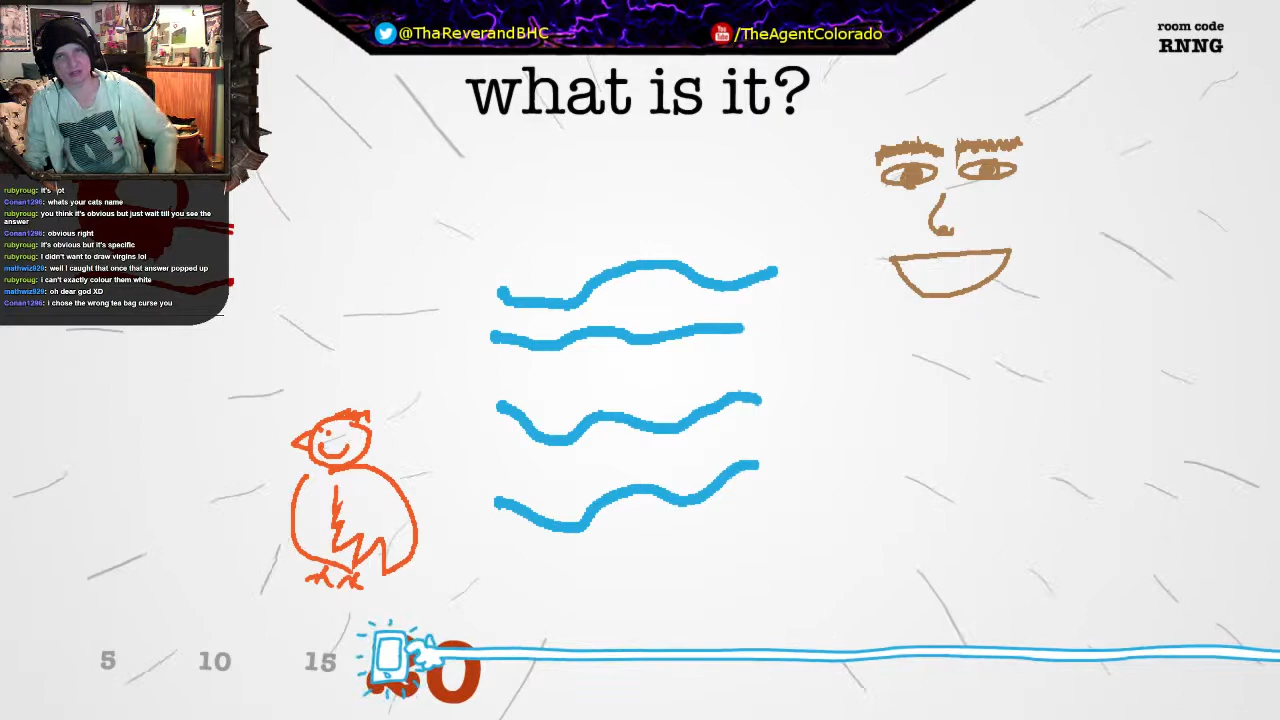 @ThaReverandBHC
/TheAgentColorado
room code
RNNG
what is it?
Conan1296: whats your cats name
rubyroug: you think it's obvious but just wait till you see the
answer
Conan1296: obvious right
rubyroug: it's obvious but it's specific
rubyroug: I didn't want to draw virgins lol
mathwiz929: well I caught that once that answer popped up
rubyroug: i can't exactly colour them white
mathwiz929: oh dear god XD
Conan1296: i chose the wrong tea bag curse you
5 10 15